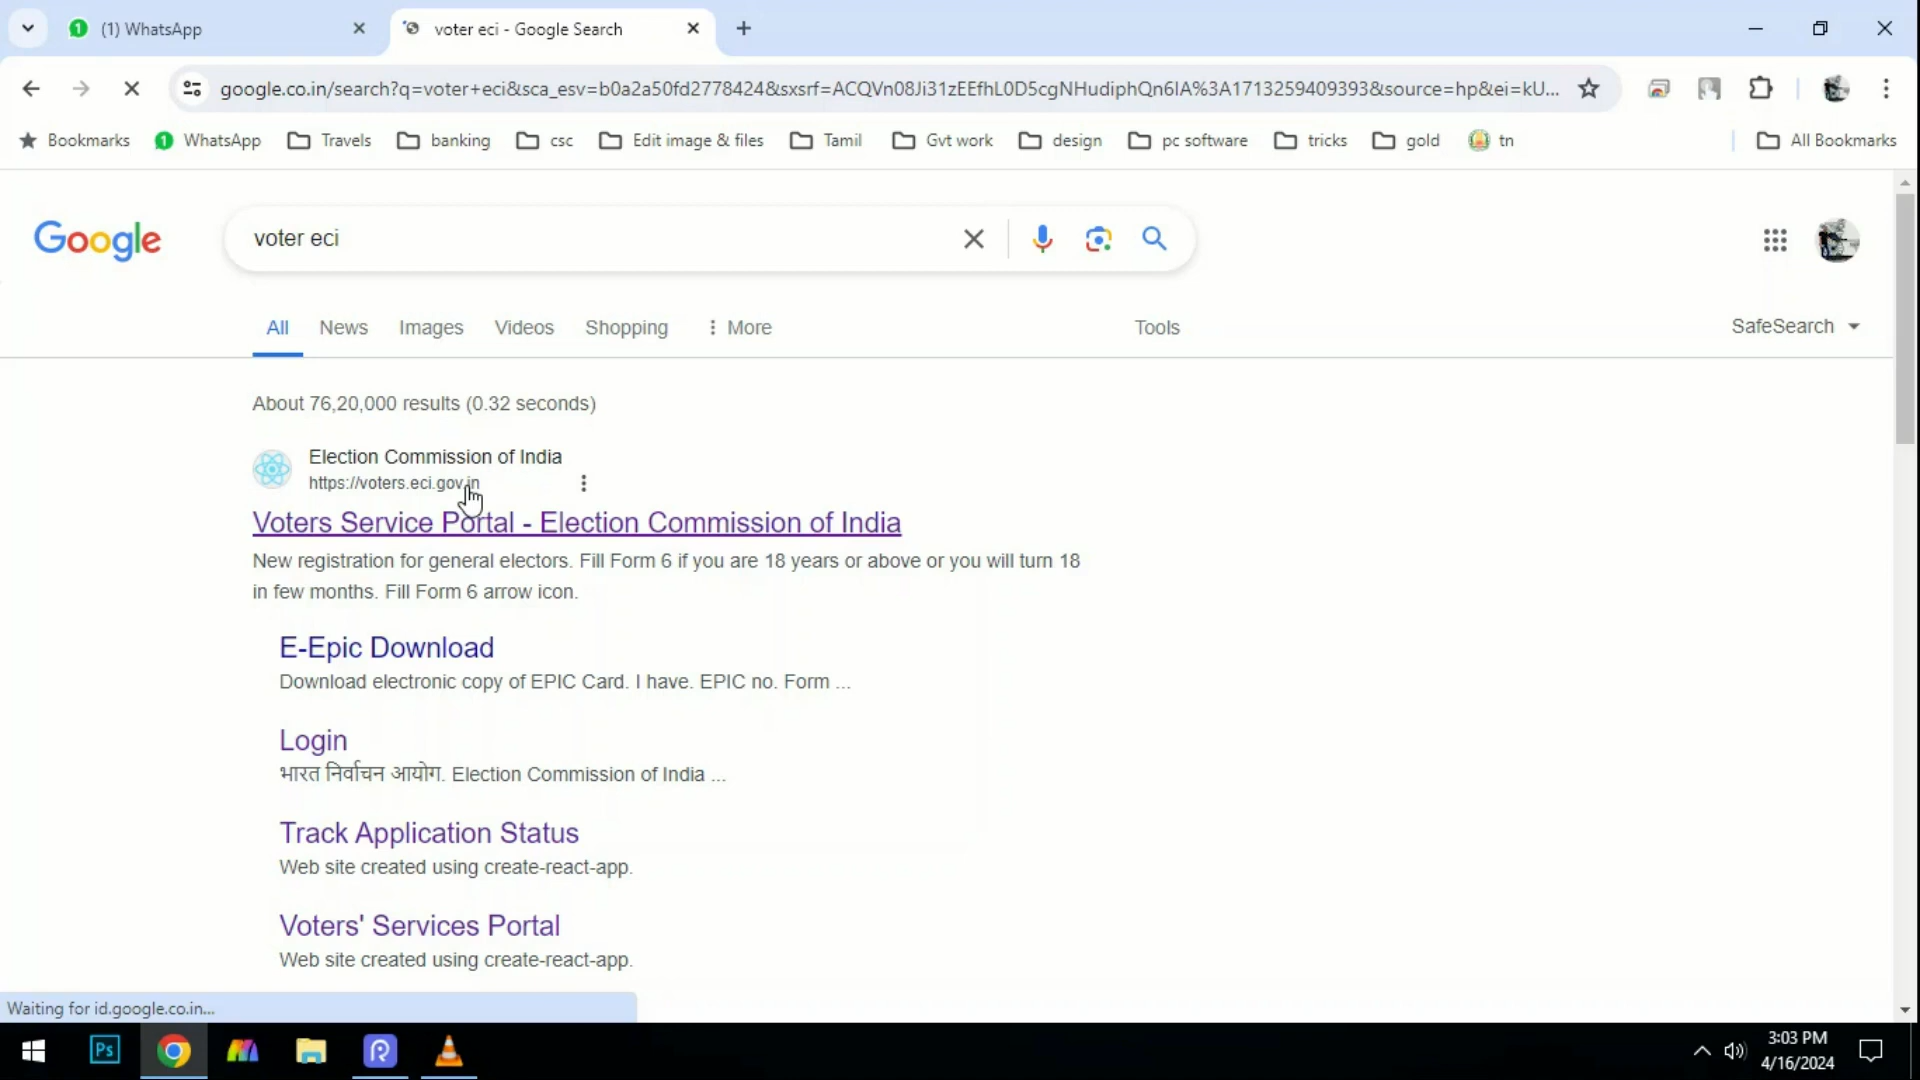 (1) WhatsApp
voter eci - Google Search
google.co.in/search?q=voter+eci&sca_esv=b0a2a50fd2778424&sxsrf=ACQVn08Ji31zEEfhL0D5cgNHudiphQn6IA%3A1713259409393&source=hp&ei=kU...
Bookmarks WhatsApp Travels banking csc Edit image & files Tamil Gvt work design pc software tricks gold tn All Bookmarks
Google
voter eci
All News Images Videos Shopping More Tools SafeSearch
About 76,20,000 results (0.32 seconds)
Election Commission of India
https://voters.eci.gov.in
Voters Service Portal - Election Commission of India
New registration for general electors. Fill Form 6 if you are 18 years or above or you will turn 18
in few months. Fill Form 6 arrow icon.
E-Epic Download
Download electronic copy of EPIC Card. I have. EPIC no. Form ...
Login
भारत निर्वाचन आयोग. Election Commission of India ...
Track Application Status
Web site created using create-react-app.
Voters' Services Portal
Web site created using create-react-app.
Waiting for id.google.co.in...
Ps
3:03 PM
4/16/2024